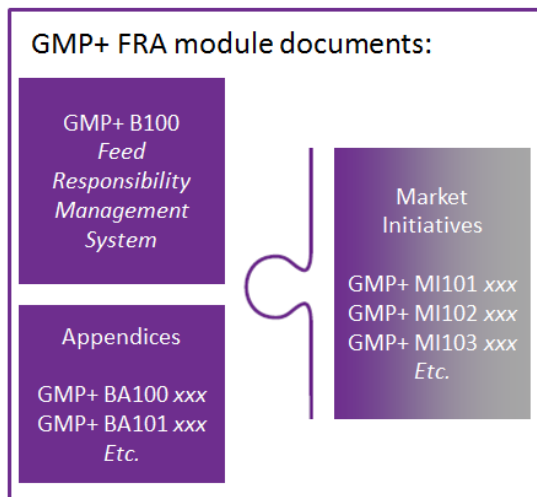 GMP+ FRA module documents:
GMP+ B100
Feed
Responsibility
Management
System
Appendices
GMP+ BA100 xxx
GMP+ BA101 xxx
Etc.
Market
Initiatives
GMP+ MI101 xxx
GMP+ MI102 xxx
GMP+ MI103 xxx
Etc.